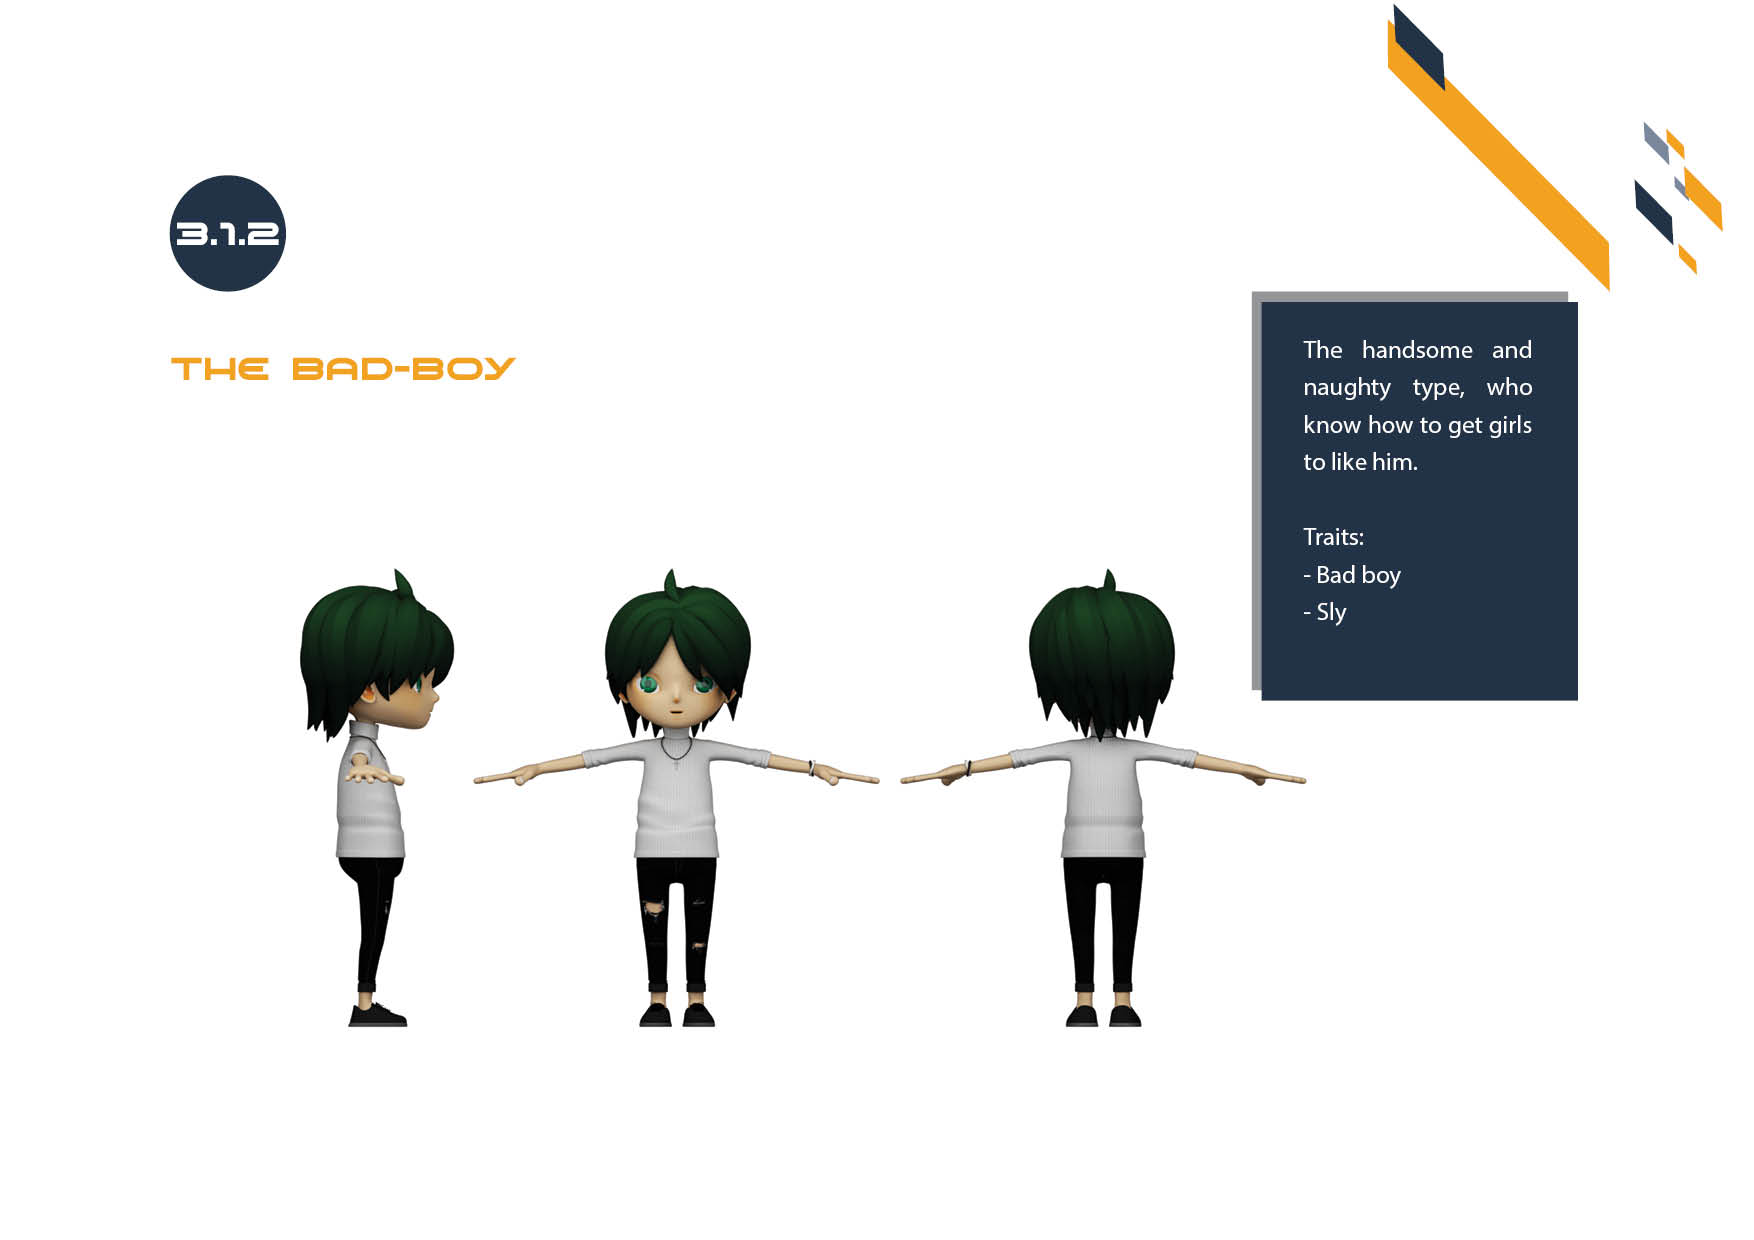 3.1.2
THE BAD-BOY
The handsome and
naughty type, who
know how to get girls
to like him.
Traits:
- Bad boy
- Sly